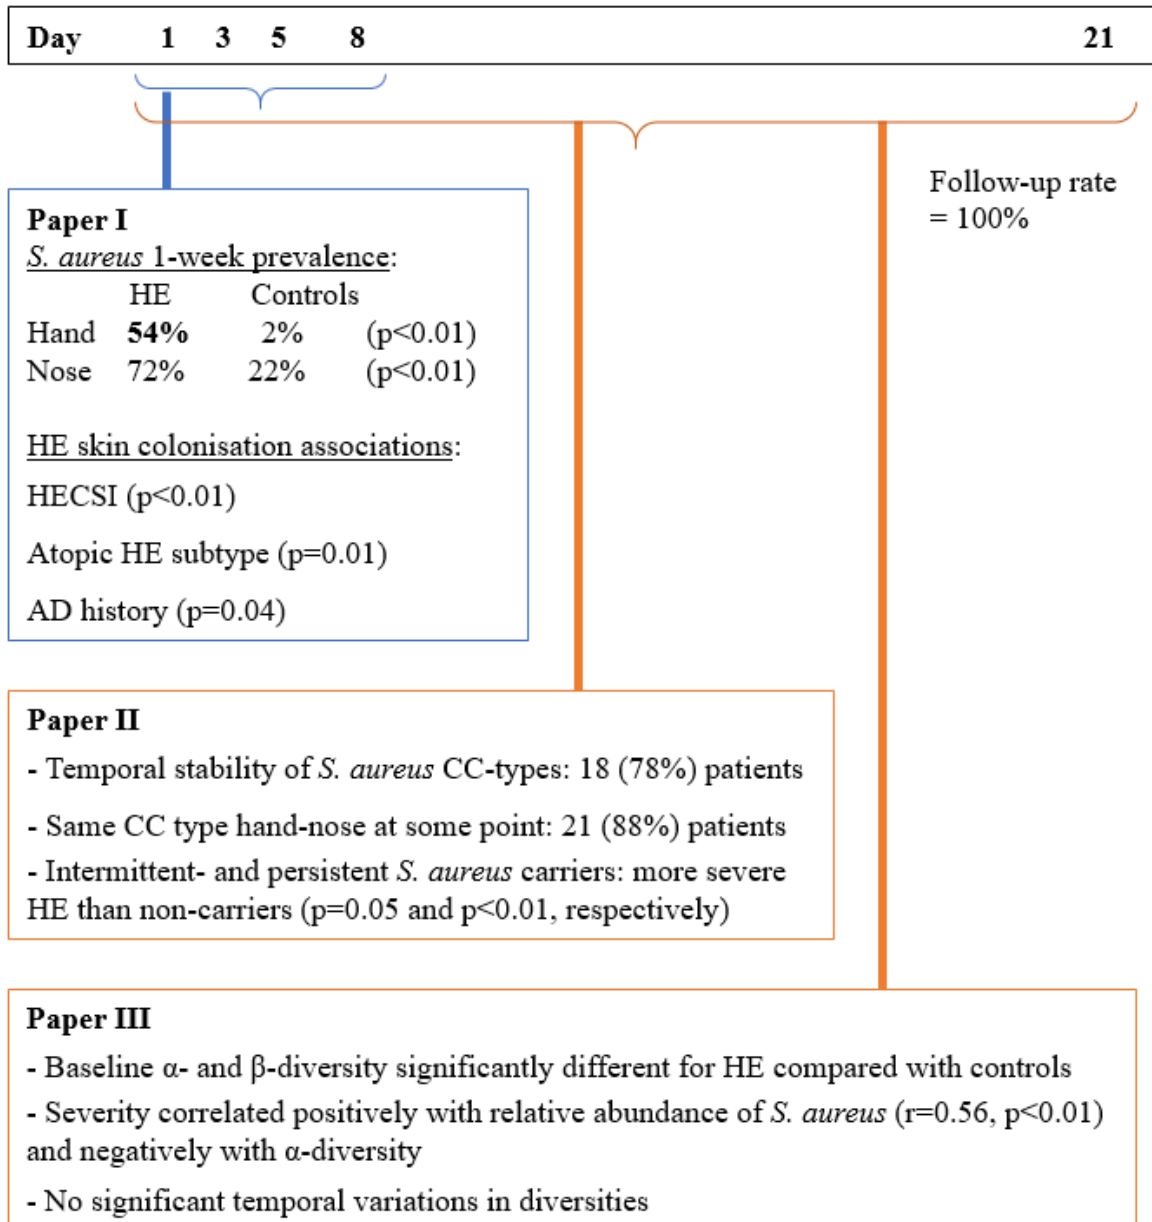 Day 1 3 5 8 21
Follow-up rate
= 100%
Paper I
S. aureus 1-week prevalence:
HE Controls
Hand 54% 2% (p<0.01)
Nose 72% 22% (p<0.01)
HE skin colonisation associations:
HECSI (p<0.01)
Atopic HE subtype (p=0.01)
AD history (p=0.04)
Paper II
- Temporal stability of S. aureus CC-types: 18 (78%) patients
- Same CC type hand-nose at some point: 21 (88%) patients
- Intermittent- and persistent S. aureus carriers: more severe
HE than non-carriers (p=0.05 and p<0.01, respectively)
Paper III
- Baseline α- and β-diversity significantly different for HE compared with controls
- Severity correlated positively with relative abundance of S. aureus (r=0.56, p<0.01)
and negatively with α-diversity
- No significant temporal variations in diversities